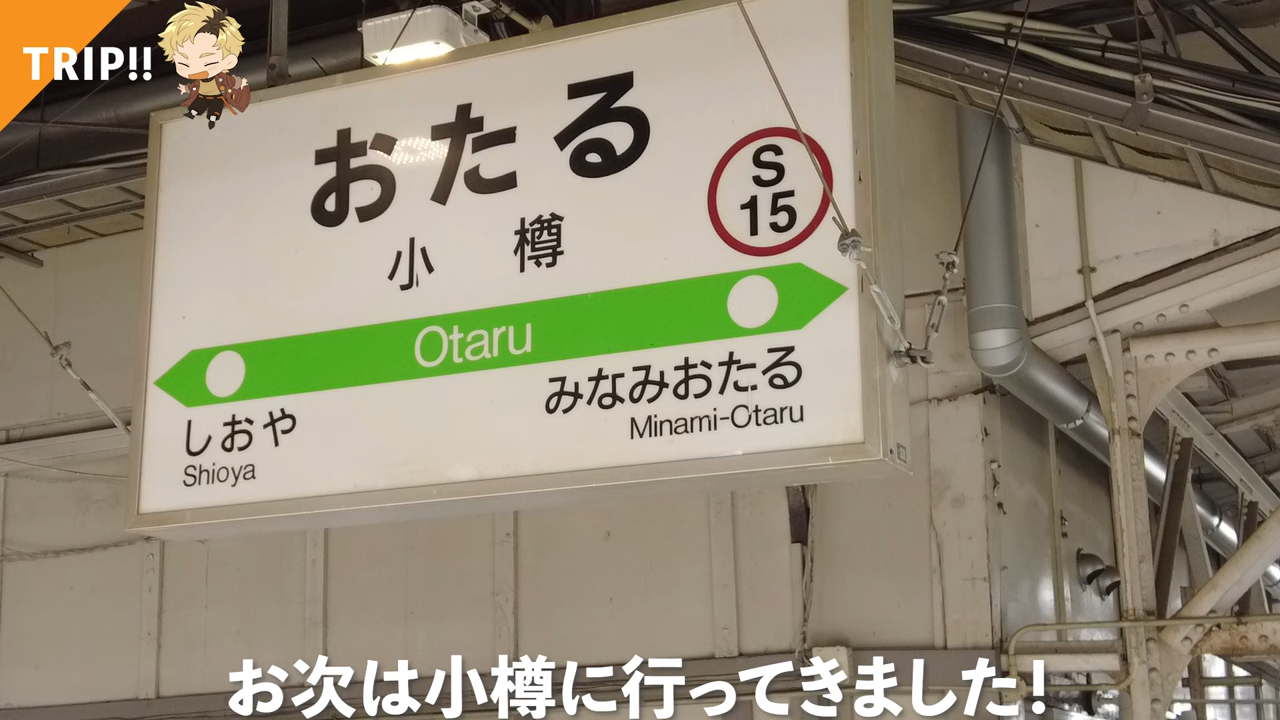 TRIP!!
おたる
小樽
S
15
Otaru
しおや
Shioya
みなみおたる
Minami-Otaru
お次は小樽に行ってきました！